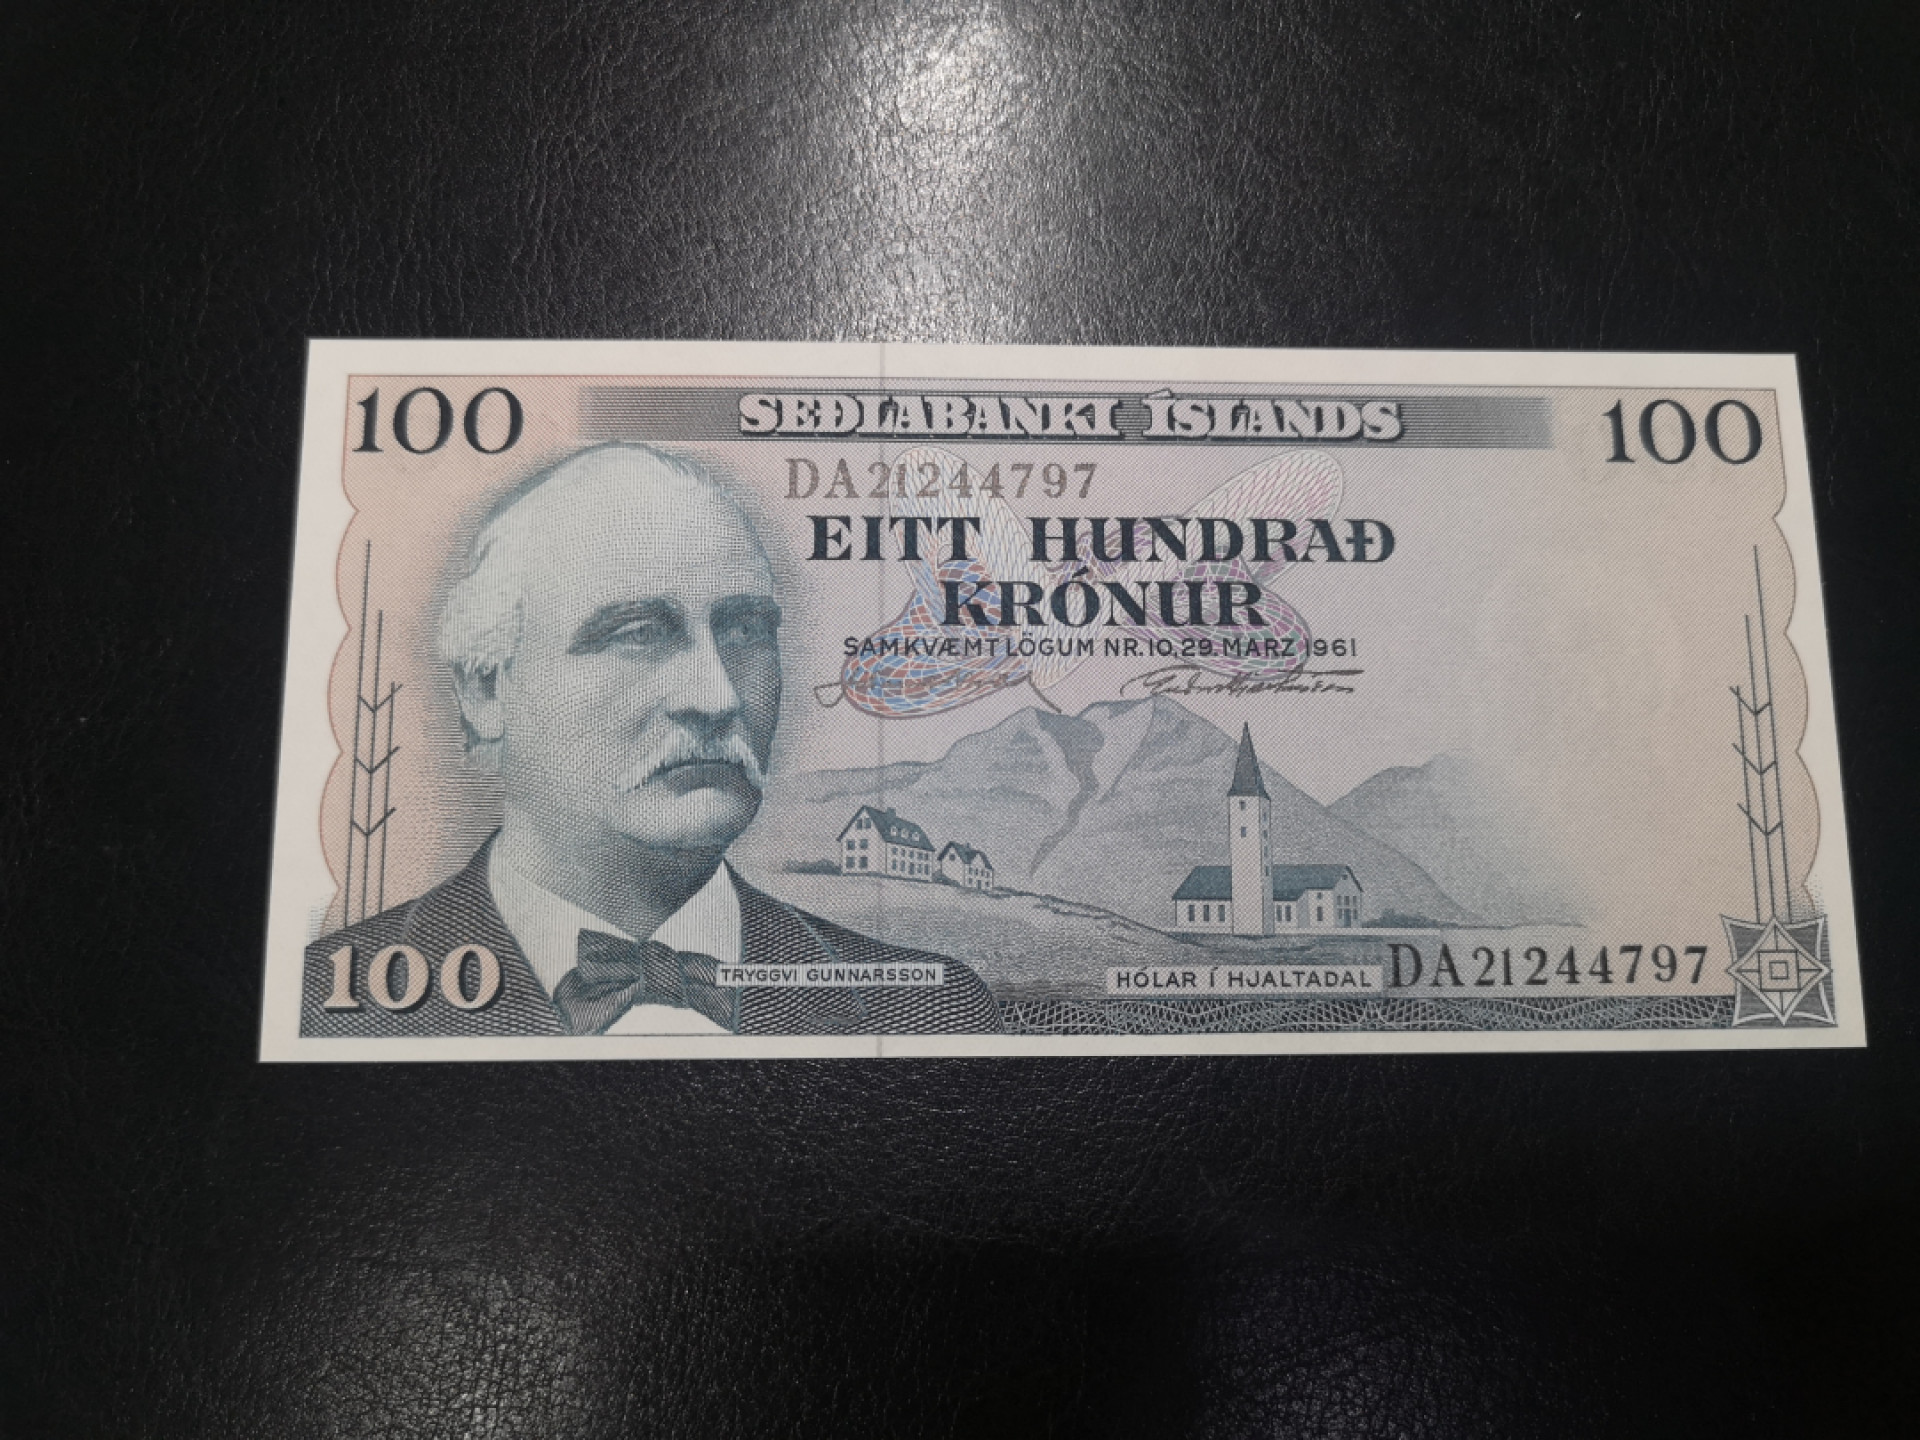 100
SEÐLABANKI ÍSLANDS
100
DA21244797
EITT HUNDRAÐ
KRÓNUR
SAMKVÆMT LÖGUM NR.10,29.MARZ 1961
TRYGGVI GUNNARSSON
HÓLAR Í HJALTADAL
DA21244797
100